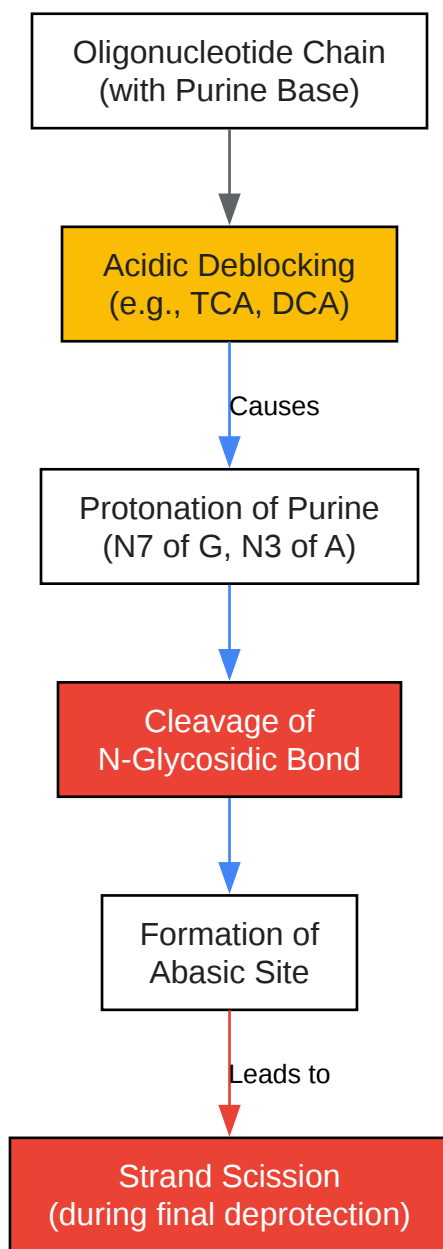 Oligonucleotide Chain
(with Purine Base)
Acidic Deblocking
(e.g., TCA, DCA)
Causes
Protonation of Purine
(N7 of G, N3 of A)
Cleavage of
N-Glycosidic Bond
Formation of
Abasic Site
Leads to
Strand Scission
(during final deprotection)